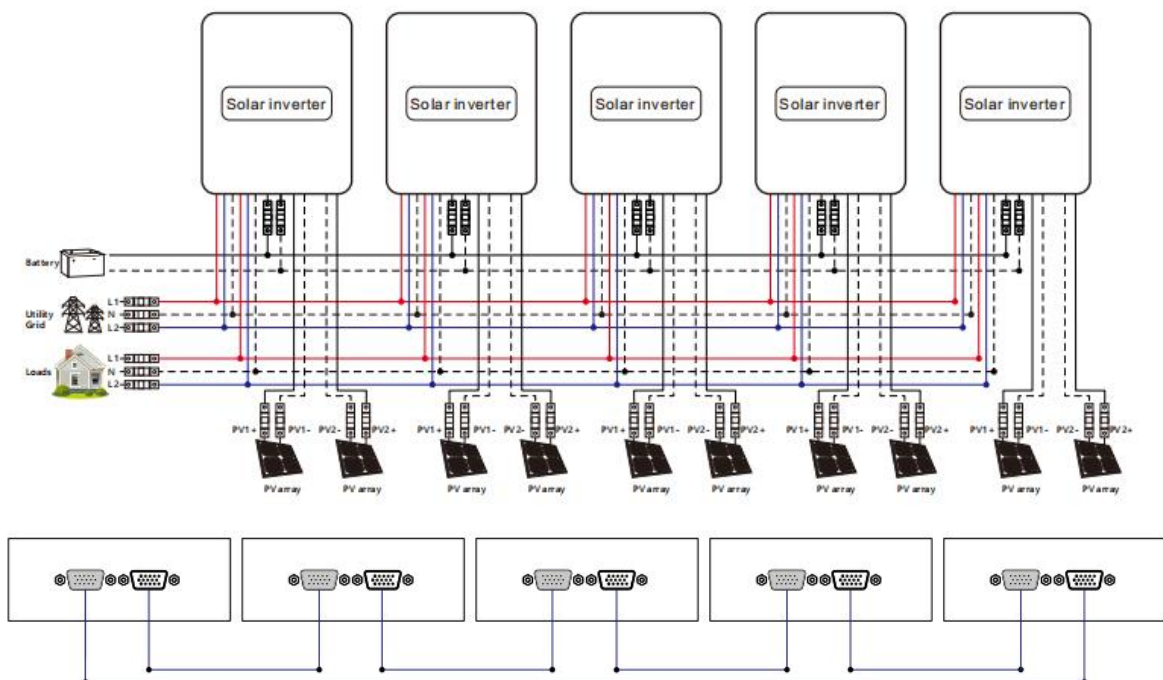 Solar inverter Solar inverter Solar inverter Solar inverter Solar inverter
Battery
L1
Utility Grid N
L2
L1
Loads N
L2
PV1+ PV1- PV2- PV2+ PV1+ PV1- PV2- PV2+ PV1+ PV1- PV2- PV2+ PV1+ PV1- PV2- PV2+ PV1+ PV1- PV2- PV2+
PV array PV array PV array PV array PV array PV array PV array PV array PV array PV array